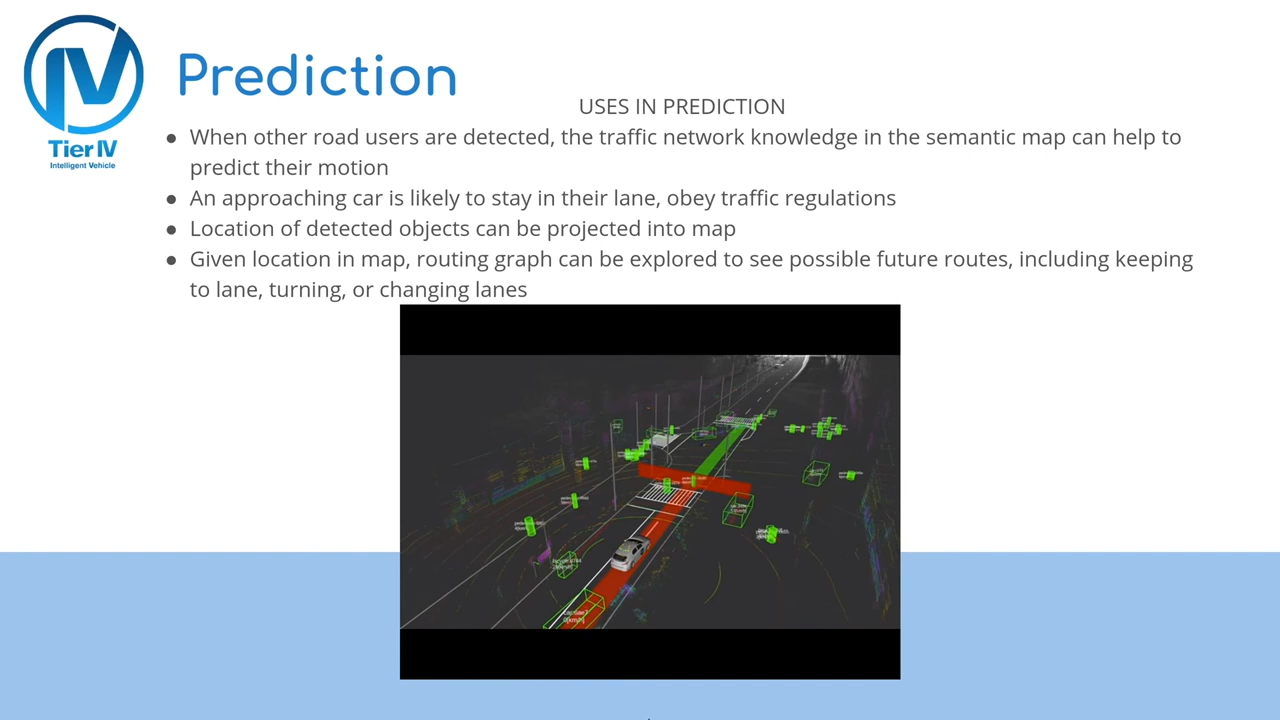 Tier IV
Intelligent Vehicle
Prediction
USES IN PREDICTION
● When other road users are detected, the traffic network knowledge in the semantic map can help to
predict their motion
● An approaching car is likely to stay in their lane, obey traffic regulations
● Location of detected objects can be projected into map
● Given location in map, routing graph can be explored to see possible future routes, including keeping
to lane, turning, or changing lanes